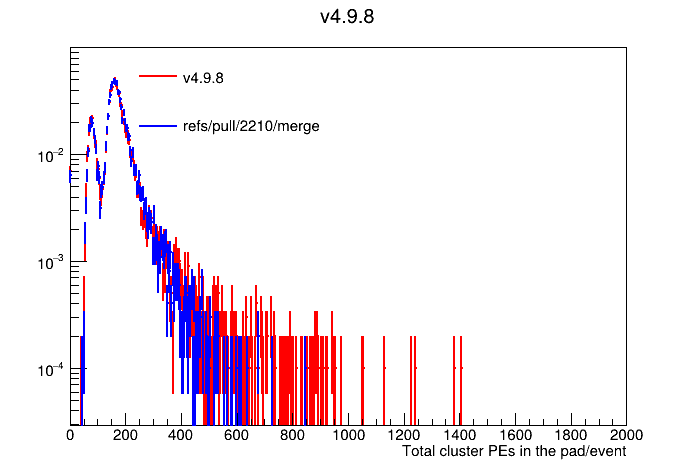 v4.9.8
v4.9.8
refs/pull/2210/merge
10−2
10−3
10−4
0 200 400 600 800 1000 1200 1400 1600 1800 2000
Total cluster PEs in the pad/event